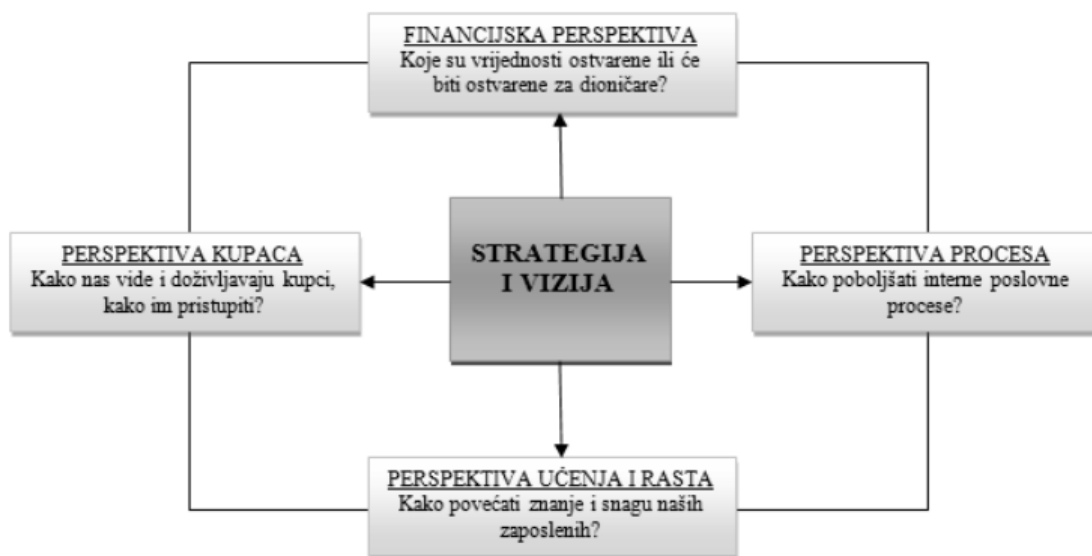 FINANCIJSKA PERSPEKTIVA
Koje su vrijednosti ostvarene ili će
biti ostvarene za dioničare?
PERSPEKTIVA KUPACA
Kako nas vide i doživljavaju kupci,
kako im pristupiti?
STRATEGIJA
I VIZIJA
PERSPEKTIVA PROCESA
Kako poboljšati interne poslovne
procese?
PERSPEKTIVA UČENJA I RASTA
Kako povećati znanje i snagu naših
zaposlenih?